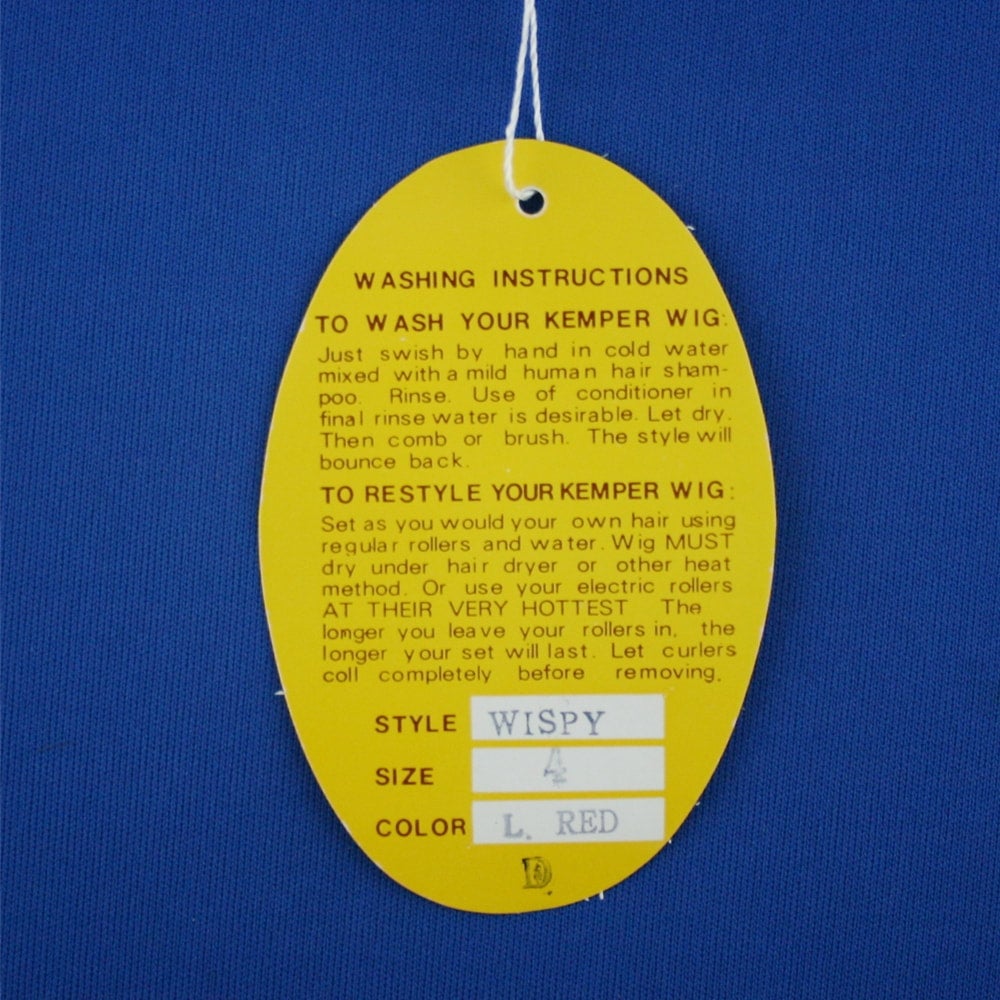 WASHING INSTRUCTIONS
TO WASH YOUR KEMPER WIG:
Just swish by hand in cold water
mixed with a mild human hair sham-
poo. Rinse. Use of conditioner in
final rinse water is desirable. Let dry.
Then comb or brush. The style will
bounce back.
TO RESTYLE YOUR KEMPER WIG:
Set as you would your own hair using
regular rollers and water. Wig MUST
dry under hair dryer or other heat
method. Or use your electric rollers
AT THEIR VERY HOTTEST The
longer you leave your rollers in, the
longer your set will last. Let curlers
coll completely before removing.
STYLE WISPY
SIZE 4
COLOR L. RED
D